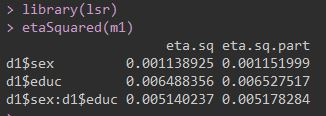 > library(lsr)
> etaSquared(m1)
eta.sq eta.sq.part
d1$sex 0.001138925 0.001151999
d1$educ 0.006488356 0.006527517
d1$sex:d1$educ 0.005140237 0.005178284